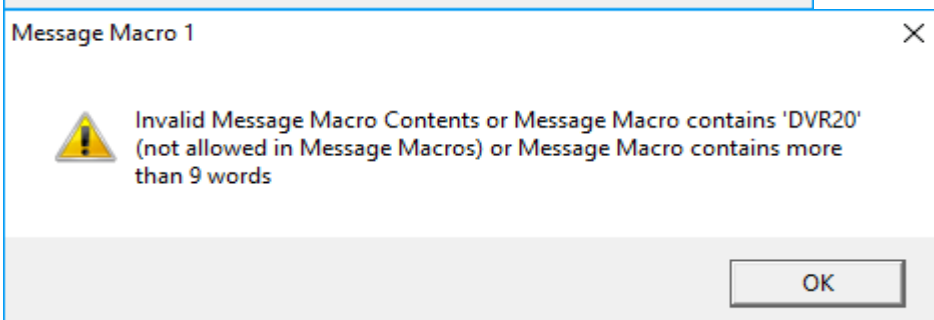 Message Macro 1
Invalid Message Macro Contents or Message Macro contains 'DVR20'
(not allowed in Message Macros) or Message Macro contains more
than 9 words
OK